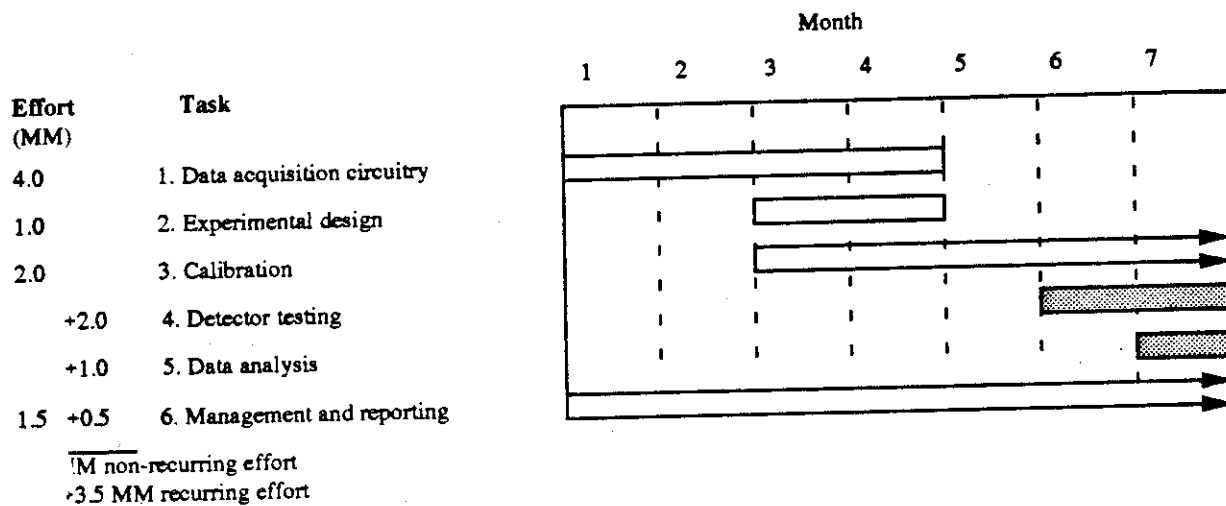 Month
1 2 3 4 5 6 7
Effort Task
(MM)
4.0 1. Data acquisition circuitry
1.0 2. Experimental design
2.0 3. Calibration
+2.0 4. Detector testing
+1.0 5. Data analysis
1.5 +0.5 6. Management and reporting
M non-recurring effort
+3.5 MM recurring effort